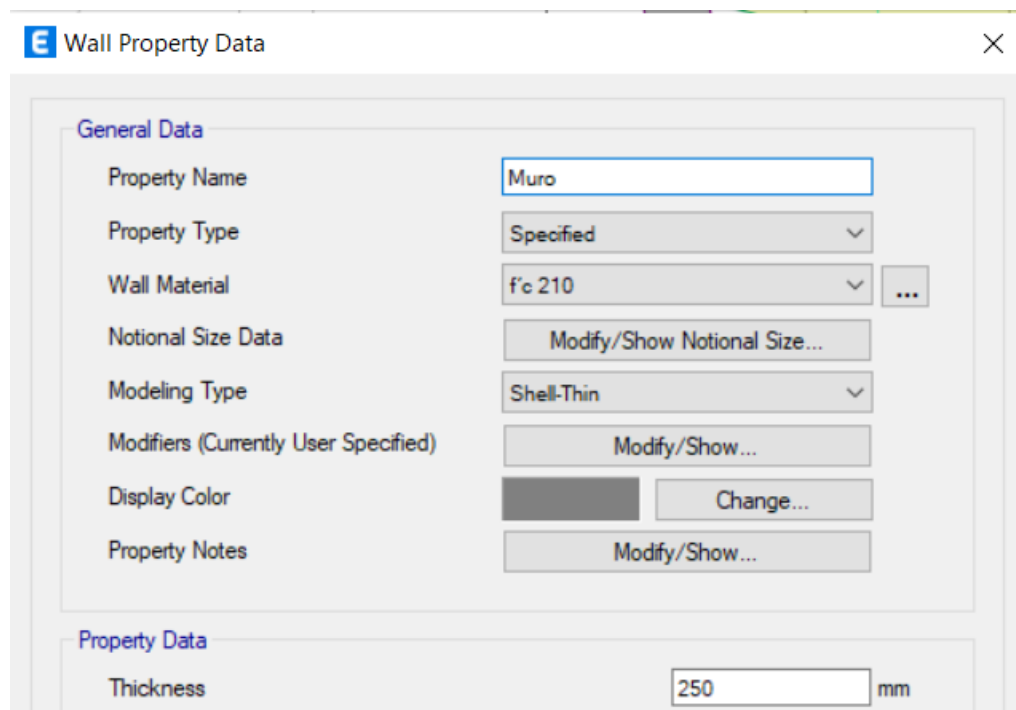 E Wall Property Data
General Data
Property Name Muro
Property Type Specified
Wall Material f'c 210 ...
Notional Size Data Modify/Show Notional Size...
Modeling Type Shell-Thin
Modifiers (Currently User Specified) Modify/Show...
Display Color Change...
Property Notes Modify/Show...
Property Data
Thickness 250 mm